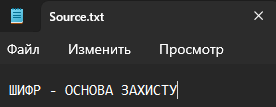 Source.txt
Файл Изменить Просмотр
ШИФР - ОСНОВА ЗАХИСТУ